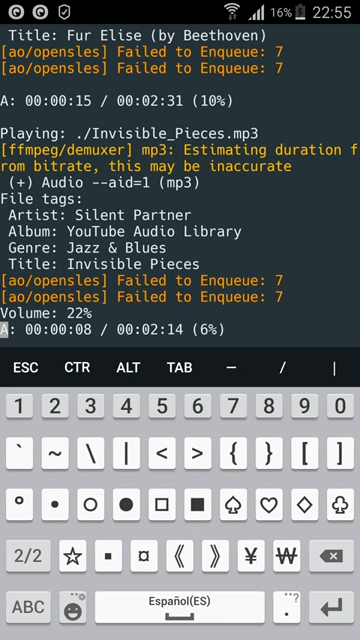 16% 22:55
Title: Fur Elise (by Beethoven)
[ao/opensles] Failed to Enqueue: 7
[ao/opensles] Failed to Enqueue: 7
A: 00:00:15 / 00:02:31 (10%)
Playing: ./Invisible_Pieces.mp3
[ffmpeg/demuxer] mp3: Estimating duration f
rom bitrate, this may be inaccurate
(+) Audio --aid=1 (mp3)
File tags:
Artist: Silent Partner
Album: YouTube Audio Library
Genre: Jazz & Blues
Title: Invisible Pieces
[ao/opensles] Failed to Enqueue: 7
[ao/opensles] Failed to Enqueue: 7
Volume: 22%
A: 00:00:08 / 00:02:14 (6%)
ESC CTR ALT TAB — / |
1 2 3 4 5 6 7 8 9 0
` ~ \ | < > { } [ ]
° • ○ ● □ ■ ♤ ♡ ◇ ♧
2/2 ☆ ▪ ¤ 《 》 ¥ ₩
ABC Español(ES) . ?